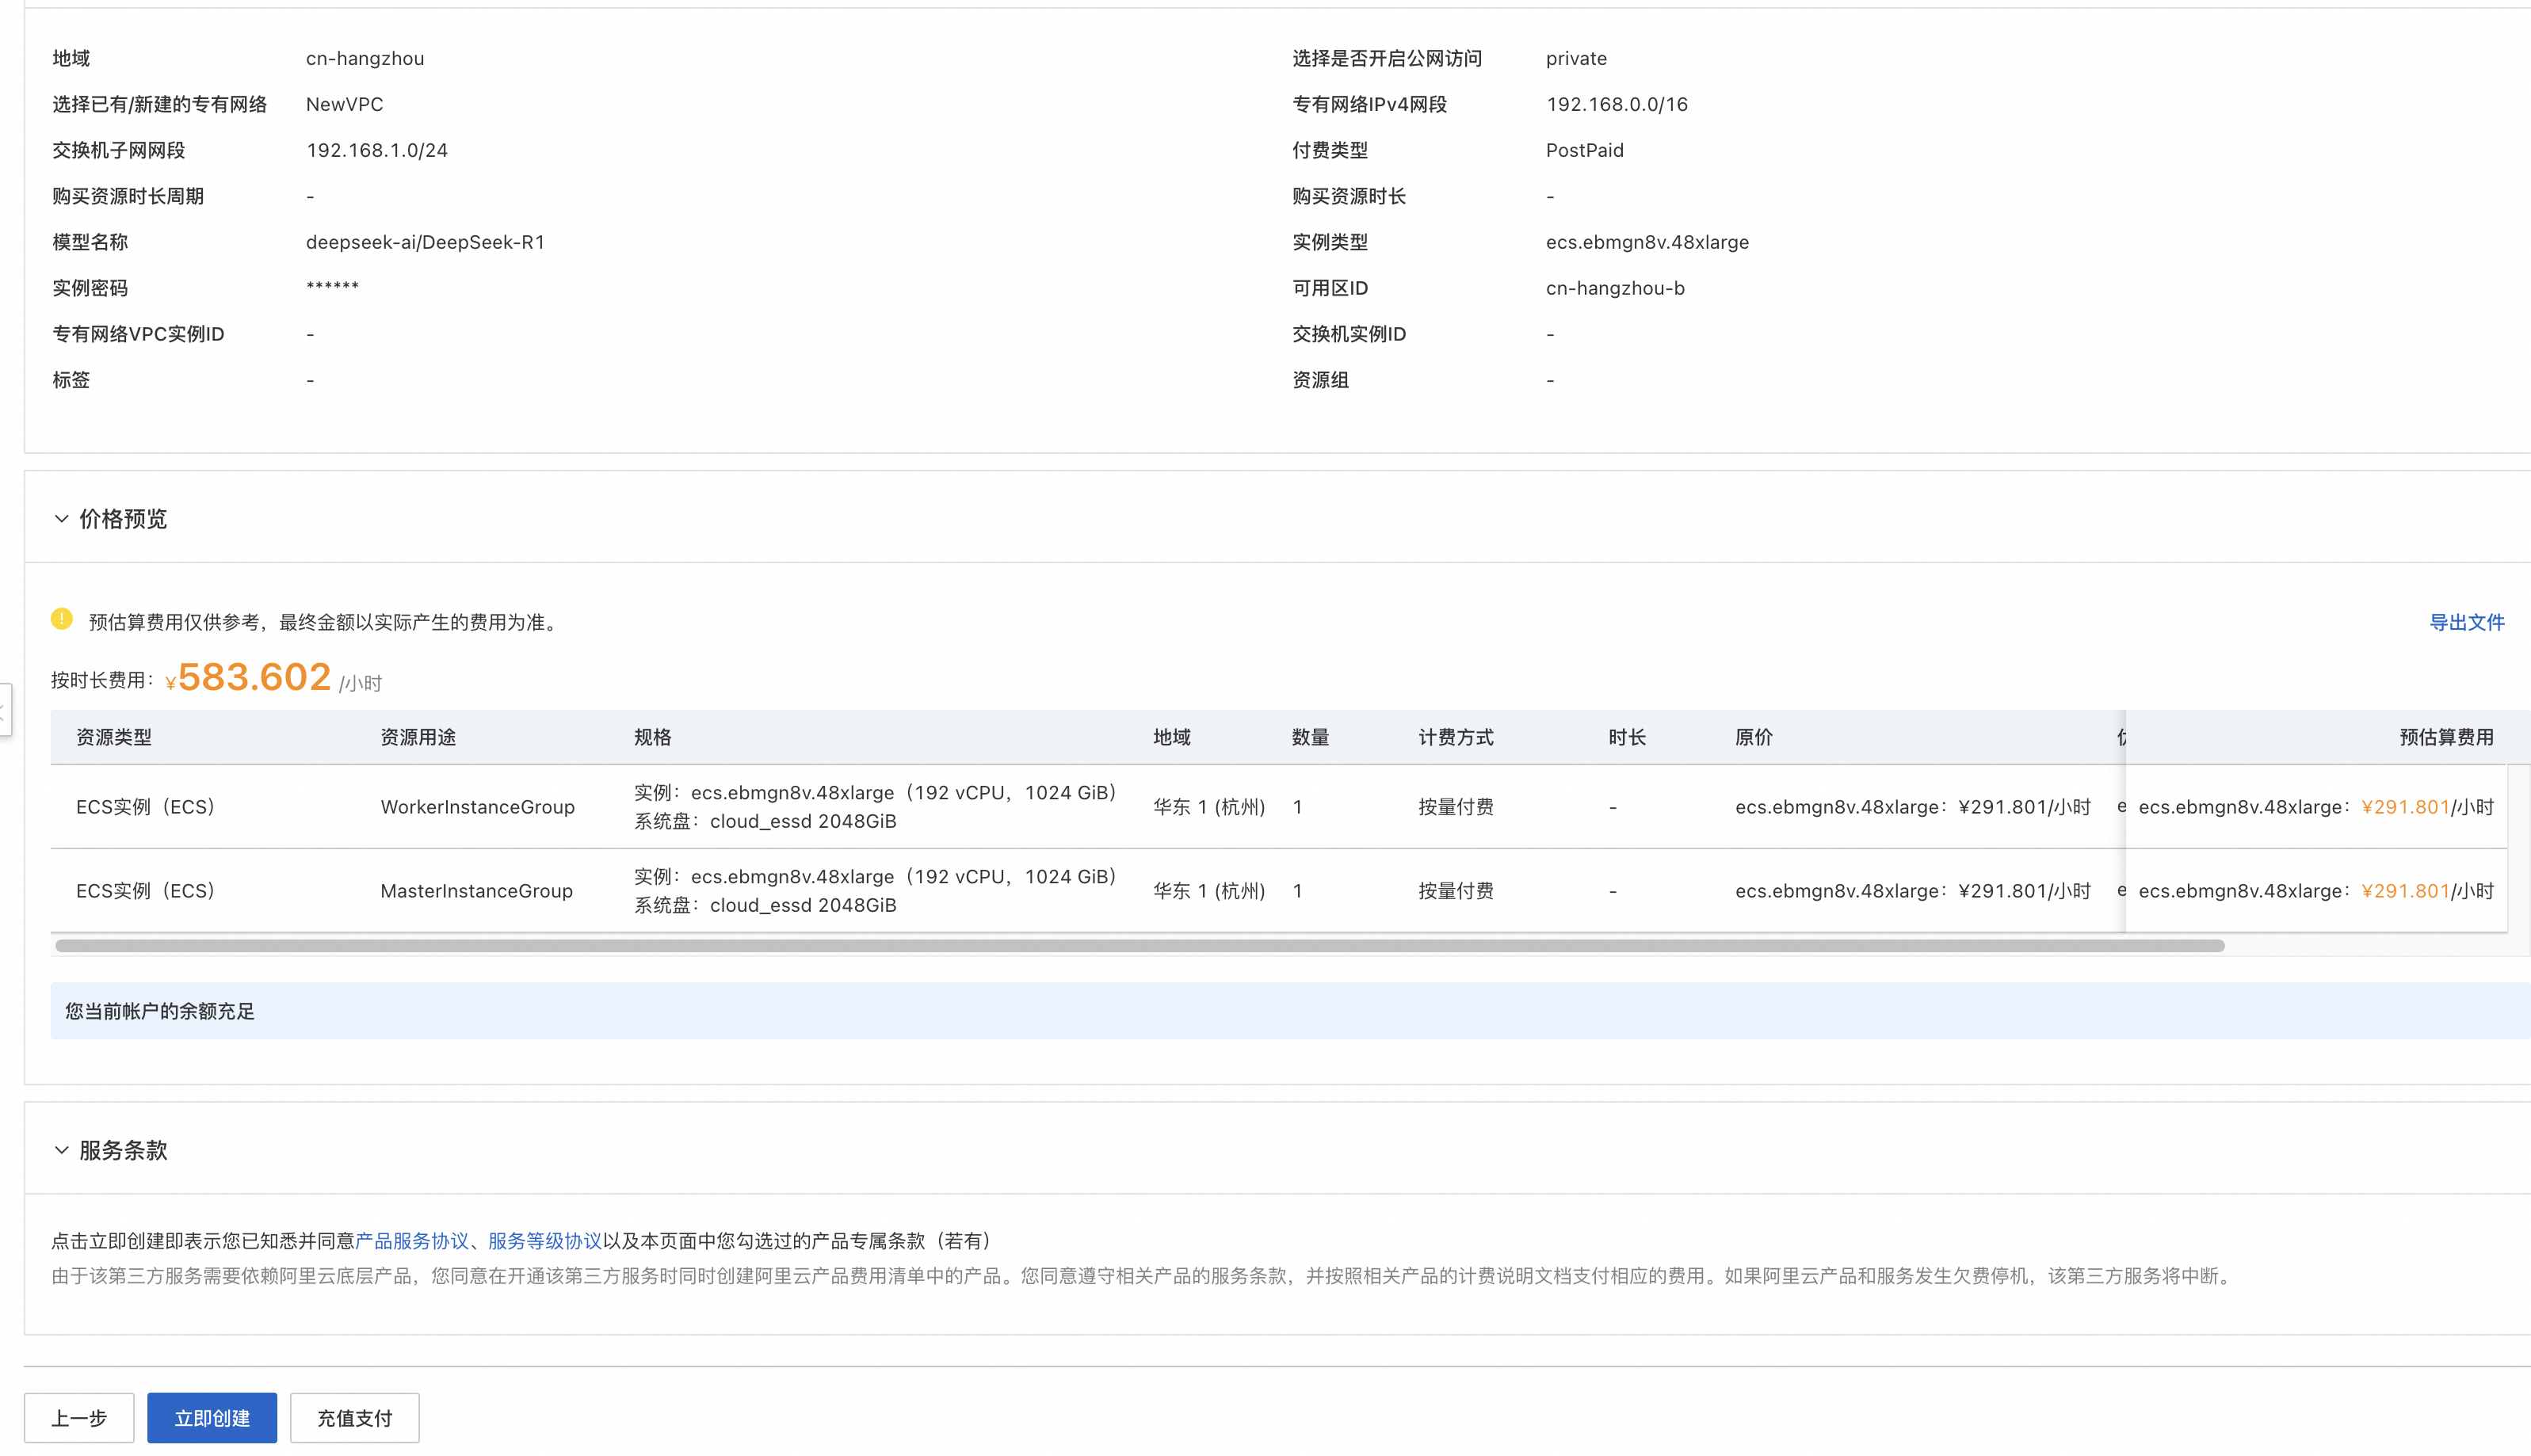 地域 cn-hangzhou 选择是否开启公网访问 private
选择已有/新建的专有网络 NewVPC 专有网络IPv4网段 192.168.0.0/16
交换机子网网段 192.168.1.0/24 付费类型 PostPaid
购买资源时长周期 - 购买资源时长 -
模型名称 deepseek-ai/DeepSeek-R1 实例类型 ecs.ebmgn8v.48xlarge
实例密码 ****** 可用区ID cn-hangzhou-b
专有网络VPC实例ID - 交换机实例ID -
标签 - 资源组 -
价格预览
预估算费用仅供参考，最终金额以实际产生的费用为准。 导出文件
按时长费用：¥583.602 /小时
资源类型 资源用途 规格 地域 数量 计费方式 时长 原价 预估算费用
ECS实例（ECS） WorkerInstanceGroup 实例：ecs.ebmgn8v.48xlarge（192 vCPU，1024 GiB） 华东 1 (杭州) 1 按量付费 - ecs.ebmgn8v.48xlarge：¥291.801/小时 e ecs.ebmgn8v.48xlarge：¥291.801/小时
系统盘：cloud_essd 2048GiB
ECS实例（ECS） MasterInstanceGroup 实例：ecs.ebmgn8v.48xlarge（192 vCPU，1024 GiB） 华东 1 (杭州) 1 按量付费 - ecs.ebmgn8v.48xlarge：¥291.801/小时 e ecs.ebmgn8v.48xlarge：¥291.801/小时
系统盘：cloud_essd 2048GiB
您当前帐户的余额充足
服务条款
点击立即创建即表示您已知悉并同意产品服务协议、服务等级协议以及本页面中您勾选过的产品专属条款（若有）
由于该第三方服务需要依赖阿里云底层产品，您同意在开通该第三方服务时同时创建阿里云产品费用清单中的产品。您同意遵守相关产品的服务条款，并按照相关产品的计费说明文档支付相应的费用。如果阿里云产品和服务发生欠费停机，该第三方服务将中断。
上一步 立即创建 充值支付